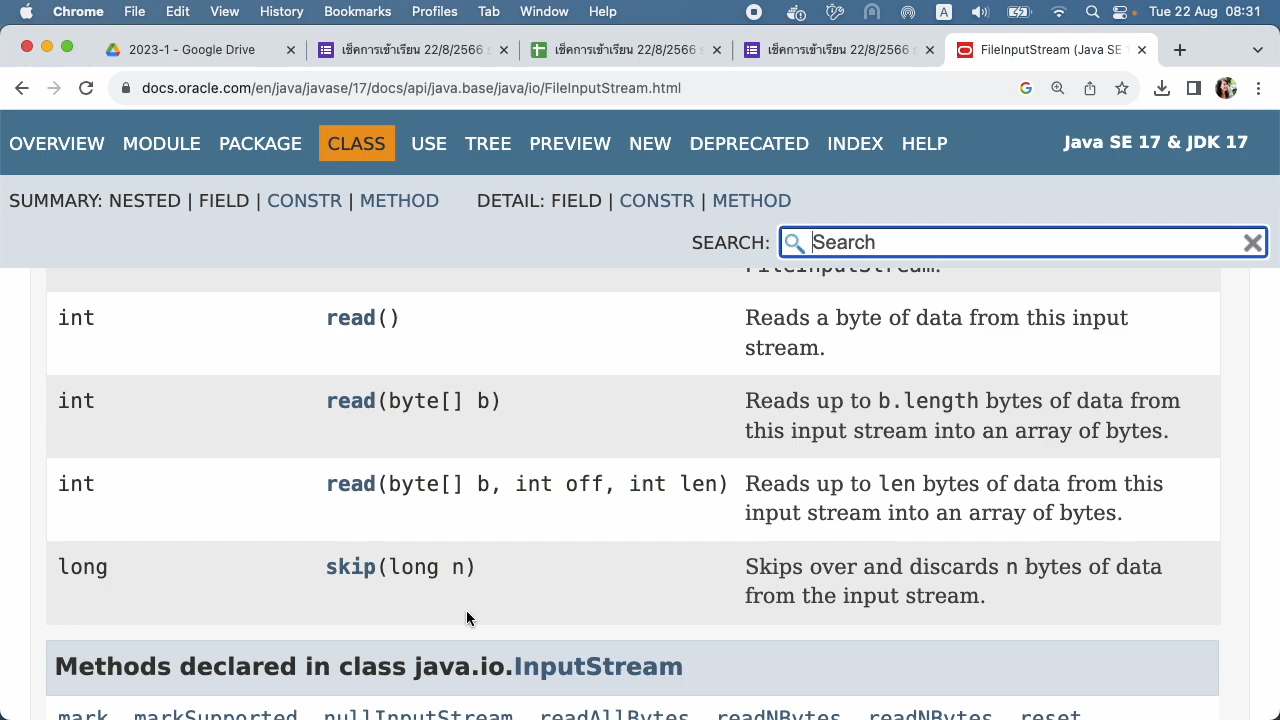 Chrome File Edit View History Bookmarks Profiles Tab Window Help A Tue 22 Aug 08:31
2023-1 - Google Drive เช็คการเข้าเรียน 22/8/2566 เช็คการเข้าเรียน 22/8/2566 เช็คการเข้าเรียน 22/8/2566 FileInputStream (Java SE
docs.oracle.com/en/java/javase/17/docs/api/java.base/java/io/FileInputStream.html
OVERVIEW MODULE PACKAGE CLASS USE TREE PREVIEW NEW DEPRECATED INDEX HELP Java SE 17 & JDK 17
SUMMARY: NESTED | FIELD | CONSTR | METHOD DETAIL: FIELD | CONSTR | METHOD
SEARCH: Search
FileInputStream.
int read() Reads a byte of data from this input
stream.
int read(byte[] b) Reads up to b.length bytes of data from
this input stream into an array of bytes.
int read(byte[] b, int off, int len) Reads up to len bytes of data from this
input stream into an array of bytes.
long skip(long n) Skips over and discards n bytes of data
from the input stream.
Methods declared in class java.io.InputStream
mark, markSupported, nullInputStream, readAllBytes, readNBytes, readNBytes, reset,